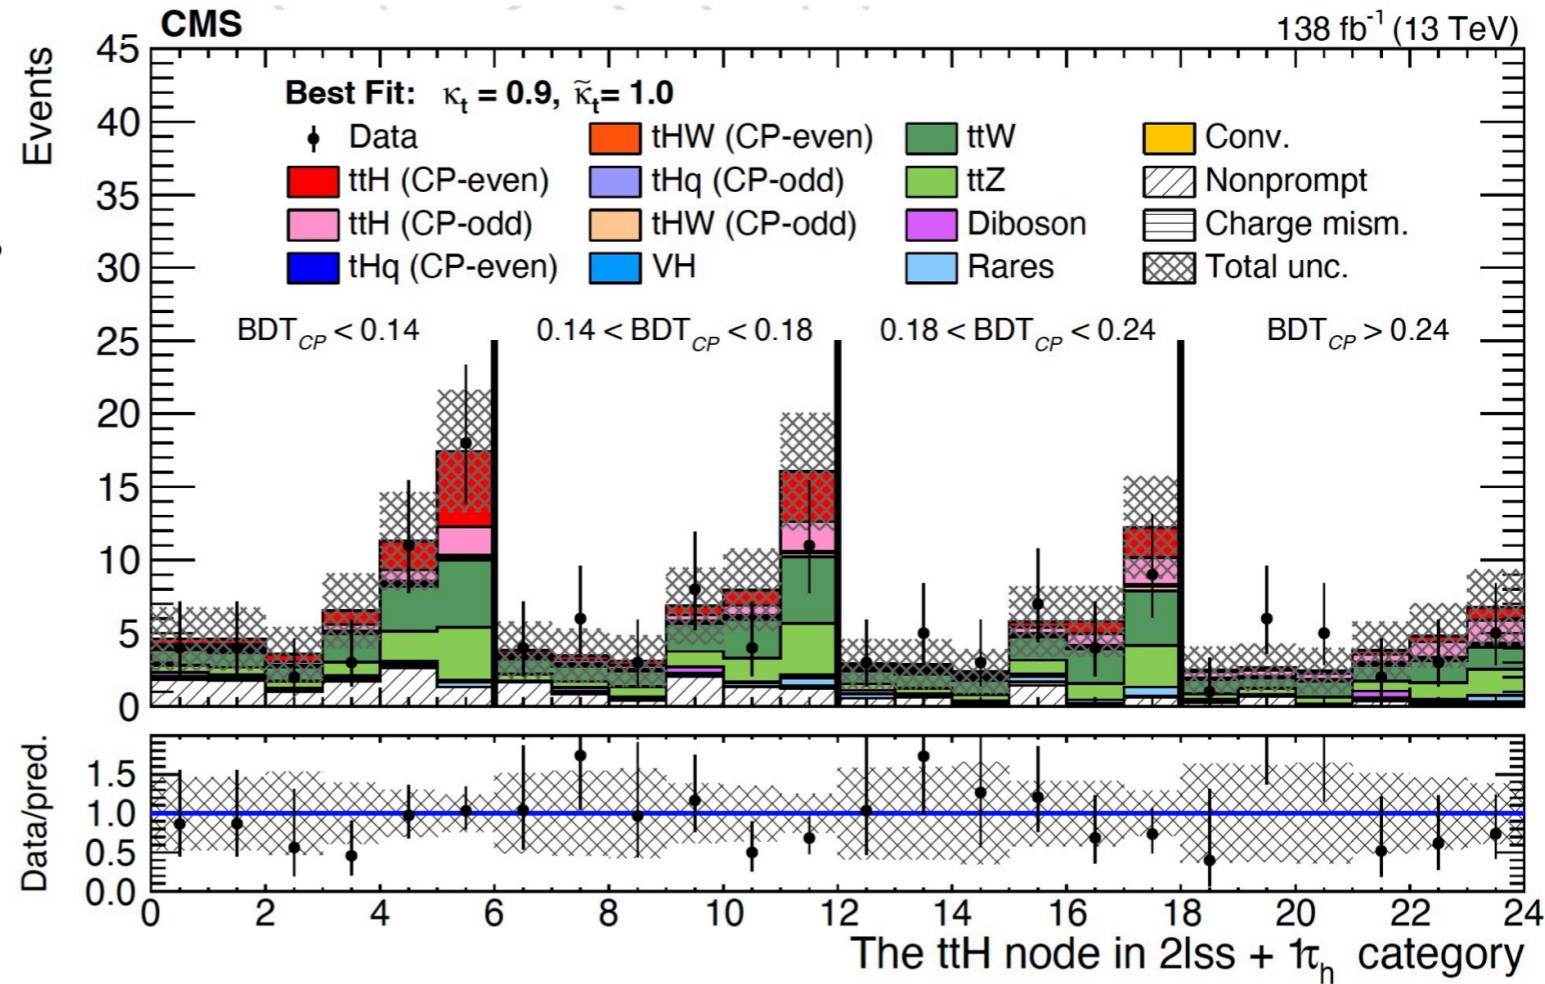 CMS 138 fb⁻¹ (13 TeV)
Events
45
40
35
30
25
20
15
10
5
0
Best Fit: κt = 0.9, κ̃t= 1.0
Data tHW (CP-even) ttW Conv.
ttH (CP-even) tHq (CP-odd) ttZ Nonprompt
ttH (CP-odd) tHW (CP-odd) Diboson Charge mism.
tHq (CP-even) VH Rares Total unc.
BDTCP < 0.14 0.14 < BDTCP < 0.18 0.18 < BDTCP < 0.24 BDTCP > 0.24
Data/pred.
1.5
1.0
0.5
0.0
0 2 4 6 8 10 12 14 16 18 20 22 24
The ttH node in 2lss + 1τh category